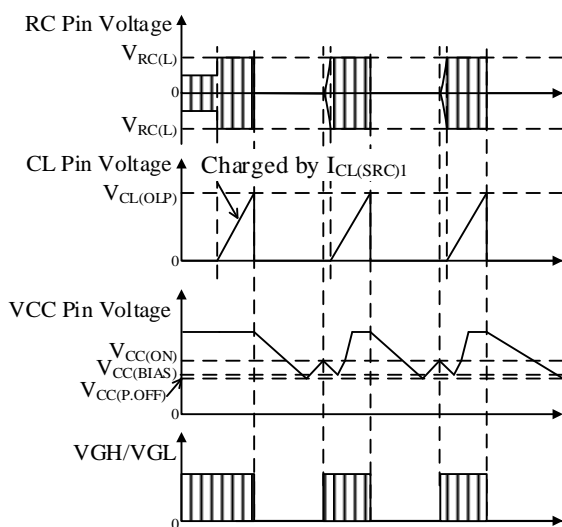 RC Pin Voltage
VRC(L)
0
VRC(L)
CL Pin Voltage
Charged by ICL(SRC)1
VCL(OLP)
0
VCC Pin Voltage
VCC(ON)
VCC(BIAS)
VCC(P.OFF)
0
VGH/VGL
0